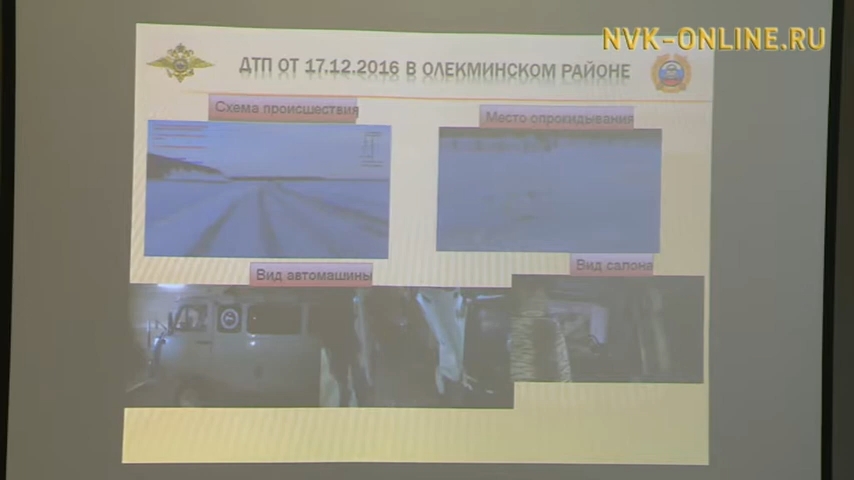 NVK-ONLINE.RU
ДТП ОТ 17.12.2016 В ОЛЕКМИНСКОМ РАЙОНЕ
Схема происшествия
Место опрокидывания
Вид автомашины
Вид салона